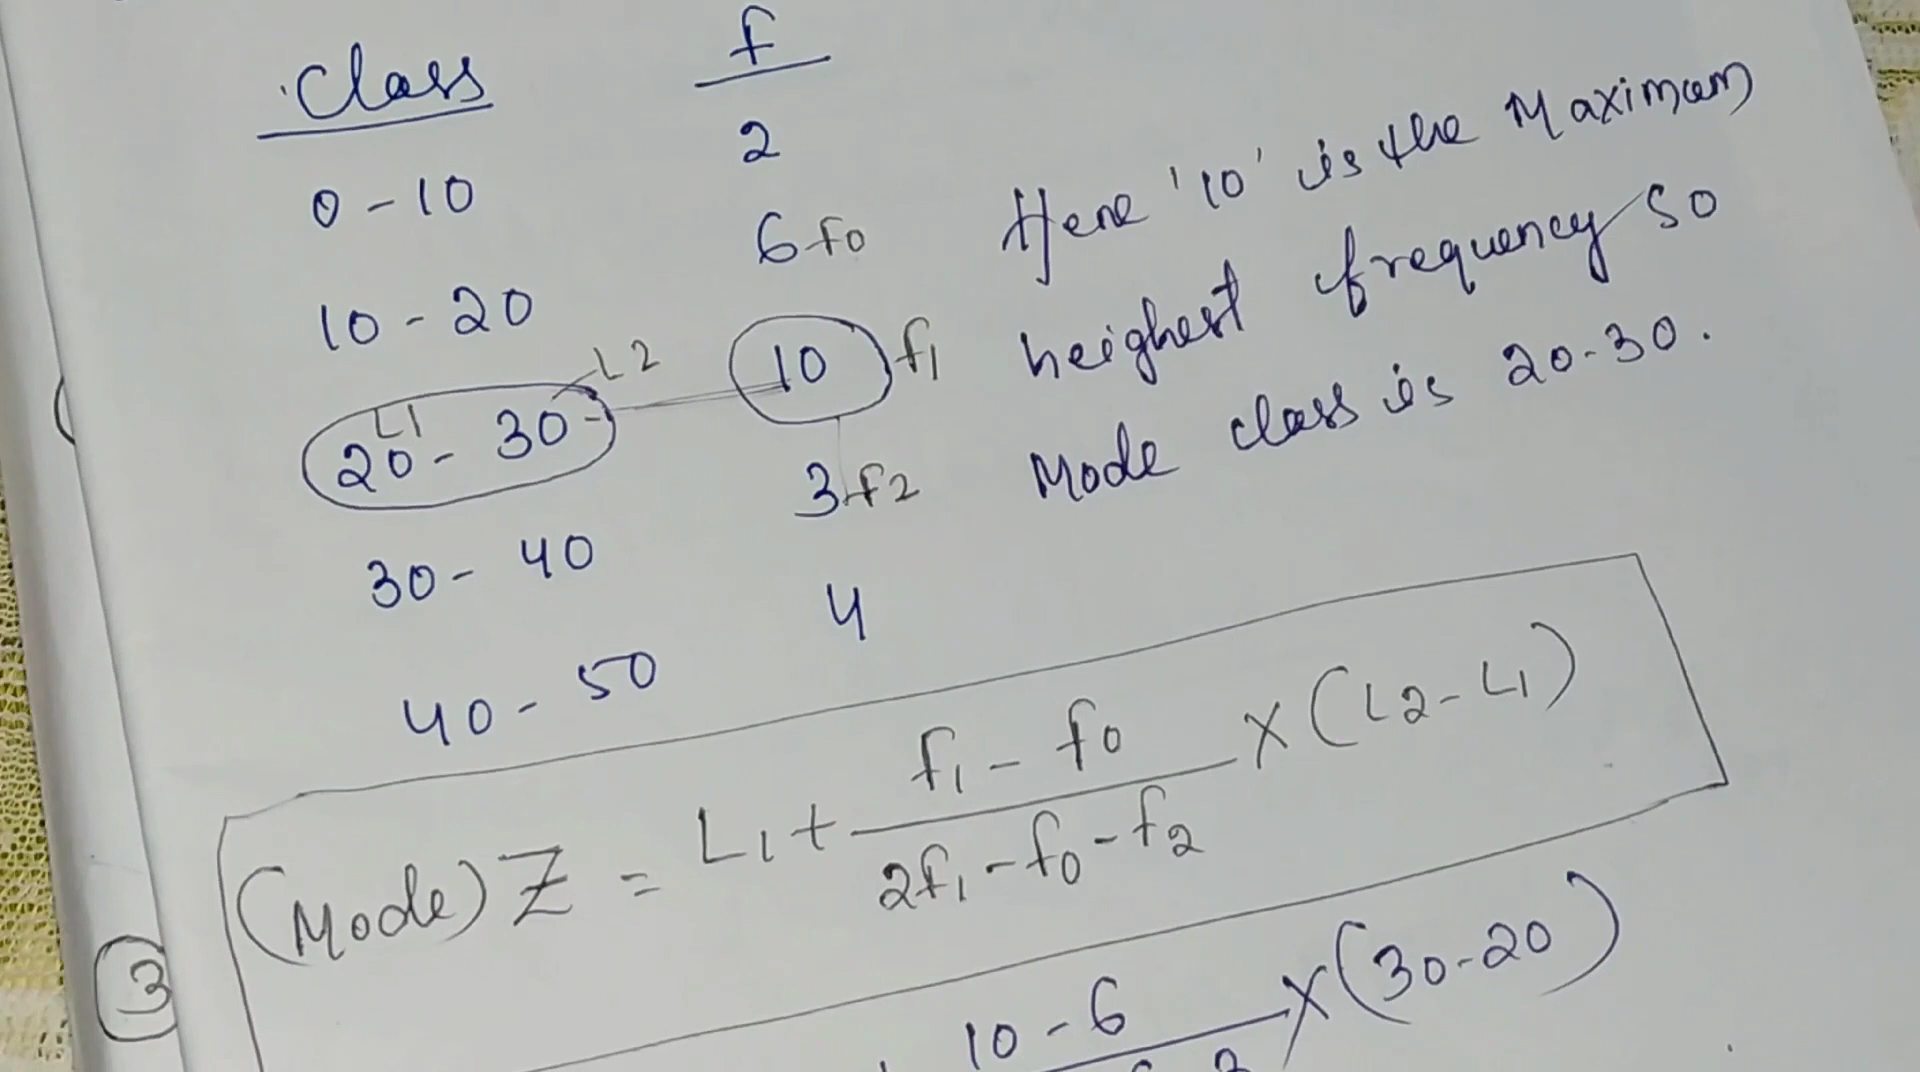 Class f
0-10 2
10-20 6 f0
L1 L2
20-30 10 f1
30-40 3 f2
40-50 4
Here '10' is the Maximum
heighest frequency so
Mode class is 20-30.
(Mode) Z = L1 + f1 - f0 / 2f1 - f0 - f2 × (L2 - L1)
3
10 - 6 × (30-20)